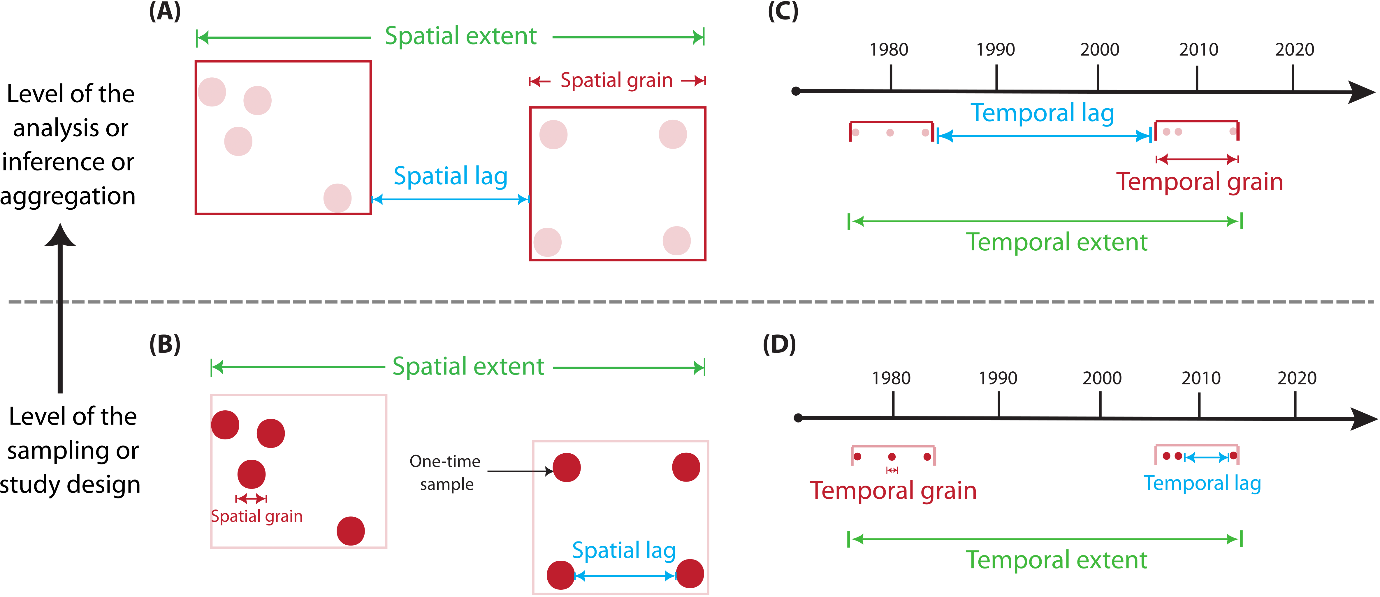 Level of the
analysis or
inference or
aggregation
Level of the
sampling or
study design
(A)
Spatial extent
Spatial grain
Spatial lag
(B)
Spatial extent
Spatial grain
One-time
sample
Spatial lag
(C)
1980 1990 2000 2010 2020
Temporal lag
Temporal grain
Temporal extent
(D)
1980 1990 2000 2010 2020
Temporal grain
Temporal lag
Temporal extent